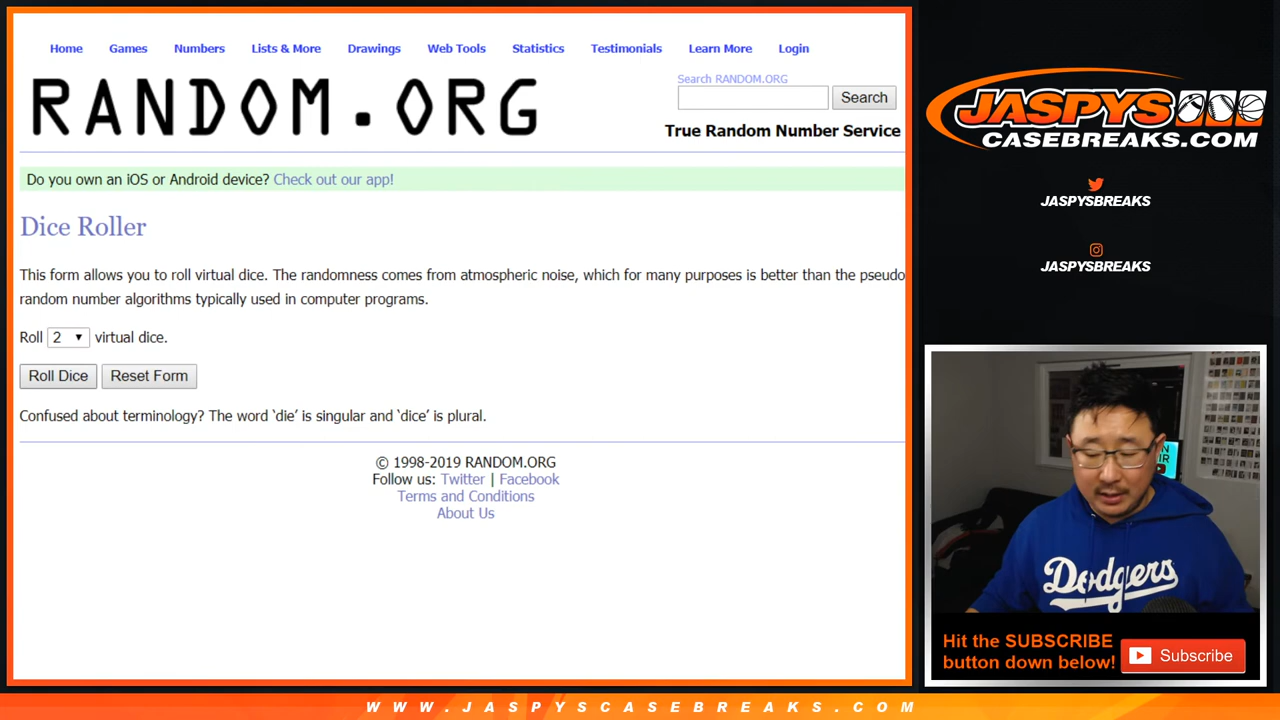 Home Games Numbers Lists & More Drawings Web Tools Statistics Testimonials Learn More Login
RANDOM.ORG
Search RANDOM.ORG
Search
True Random Number Service
Do you own an iOS or Android device? Check out our app!
Dice Roller
This form allows you to roll virtual dice. The randomness comes from atmospheric noise, which for many purposes is better than the pseudo
random number algorithms typically used in computer programs.
Roll 2 virtual dice.
Roll Dice Reset Form
Confused about terminology? The word ‘die’ is singular and ‘dice’ is plural.
© 1998-2019 RANDOM.ORG
Follow us: Twitter | Facebook
Terms and Conditions
About Us
JASPYS
CASEBREAKS.COM
JASPYSBREAKS
JASPYSBREAKS
Dodgers
Hit the SUBSCRIBE
button down below!
Subscribe
WWW.JASPYSCASEBREAKS.COM